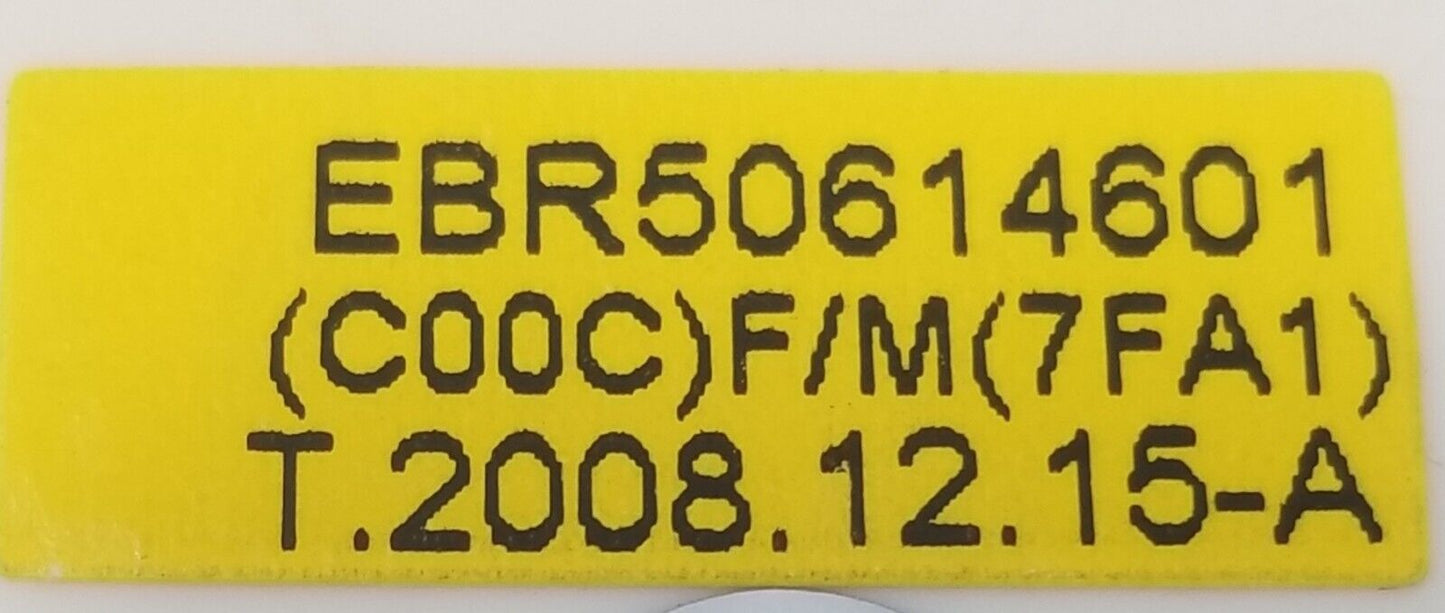 EBR50614601
(C00C)F/M(7FA1)
T.2008.12.15-A